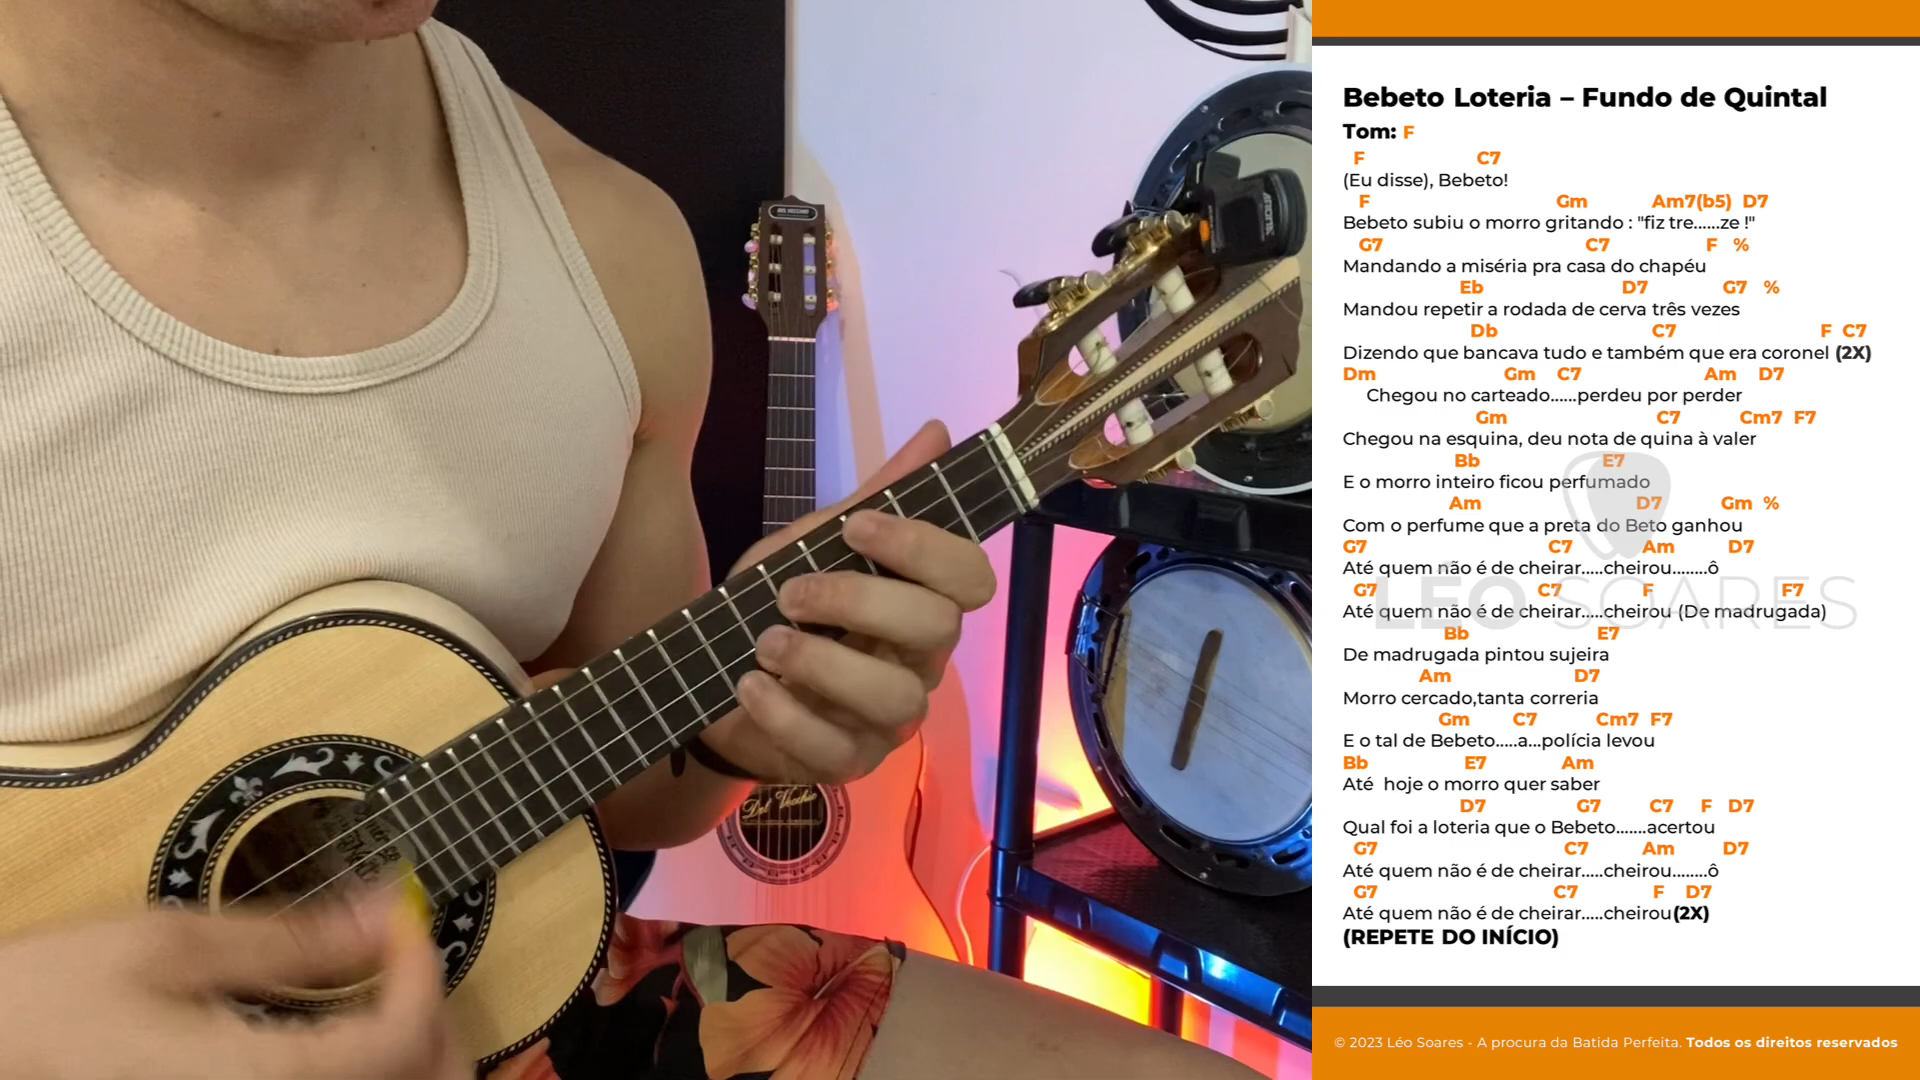 Bebeto Loteria – Fundo de Quintal
Tom: F
F C7
(Eu disse), Bebeto!
F Gm Am7(b5) D7
Bebeto subiu o morro gritando : "fiz tre......ze !"
G7 C7 F %
Mandando a miséria pra casa do chapéu
Eb D7 G7 %
Mandou repetir a rodada de cerva três vezes
Db C7 F C7
Dizendo que bancava tudo e também que era coronel (2X)
Dm Gm C7 Am D7
Chegou no carteado......perdeu por perder
Gm C7 Cm7 F7
Chegou na esquina, deu nota de quina à valer
Bb E7
E o morro inteiro ficou perfumado
Am D7 Gm %
Com o perfume que a preta do Beto ganhou
G7 C7 Am D7
Até quem não é de cheirar.....cheirou........ô
G7 C7 F F7
Até quem não é de cheirar.....cheirou (De madrugada)
Bb E7
De madrugada pintou sujeira
Am D7
Morro cercado,tanta correria
Gm C7 Cm7 F7
E o tal de Bebeto.....a...polícia levou
Bb E7 Am
Até hoje o morro quer saber
D7 G7 C7 F D7
Qual foi a loteria que o Bebeto.......acertou
G7 C7 Am D7
Até quem não é de cheirar.....cheirou........ô
G7 C7 F D7
Até quem não é de cheirar.....cheirou(2X)
(REPETE DO INÍCIO)
LEO SOARES
© 2023 Léo Soares - A procura da Batida Perfeita. Todos os direitos reservados
Del Vecchio